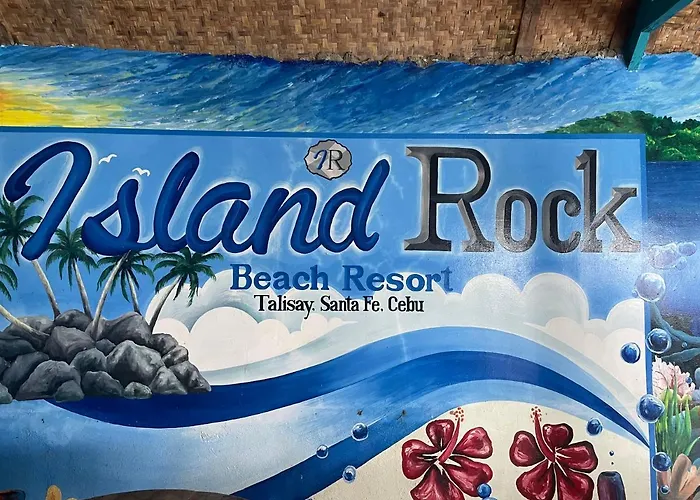 IR
Island Rock
Beach Resort
Talisay. Santa Fe. Cebu